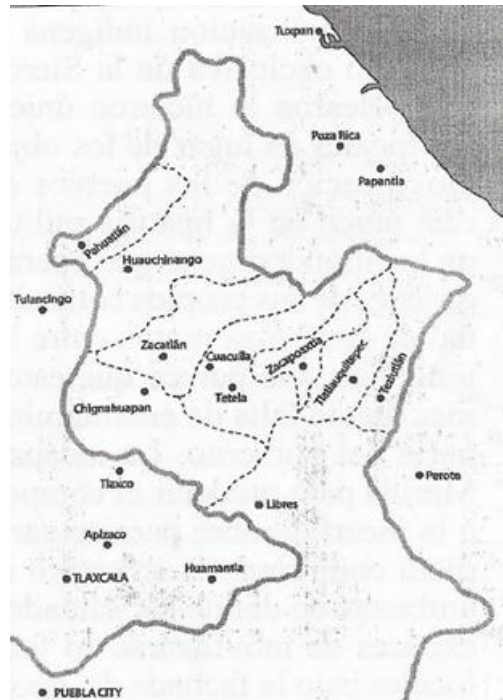 Tuxpan
Poza Rica
Papantla
Pahuatlán
Huauchinango
Tulancingo
Zacatlán
Cuacuila
Zacapoaxtla
Tlatlauquitepec
Teziutlán
Chignahuapan
Tetela
Tlaxco
Perote
Libres
Apizaco
TLAXCALA
Huamantla
PUEBLA CITY